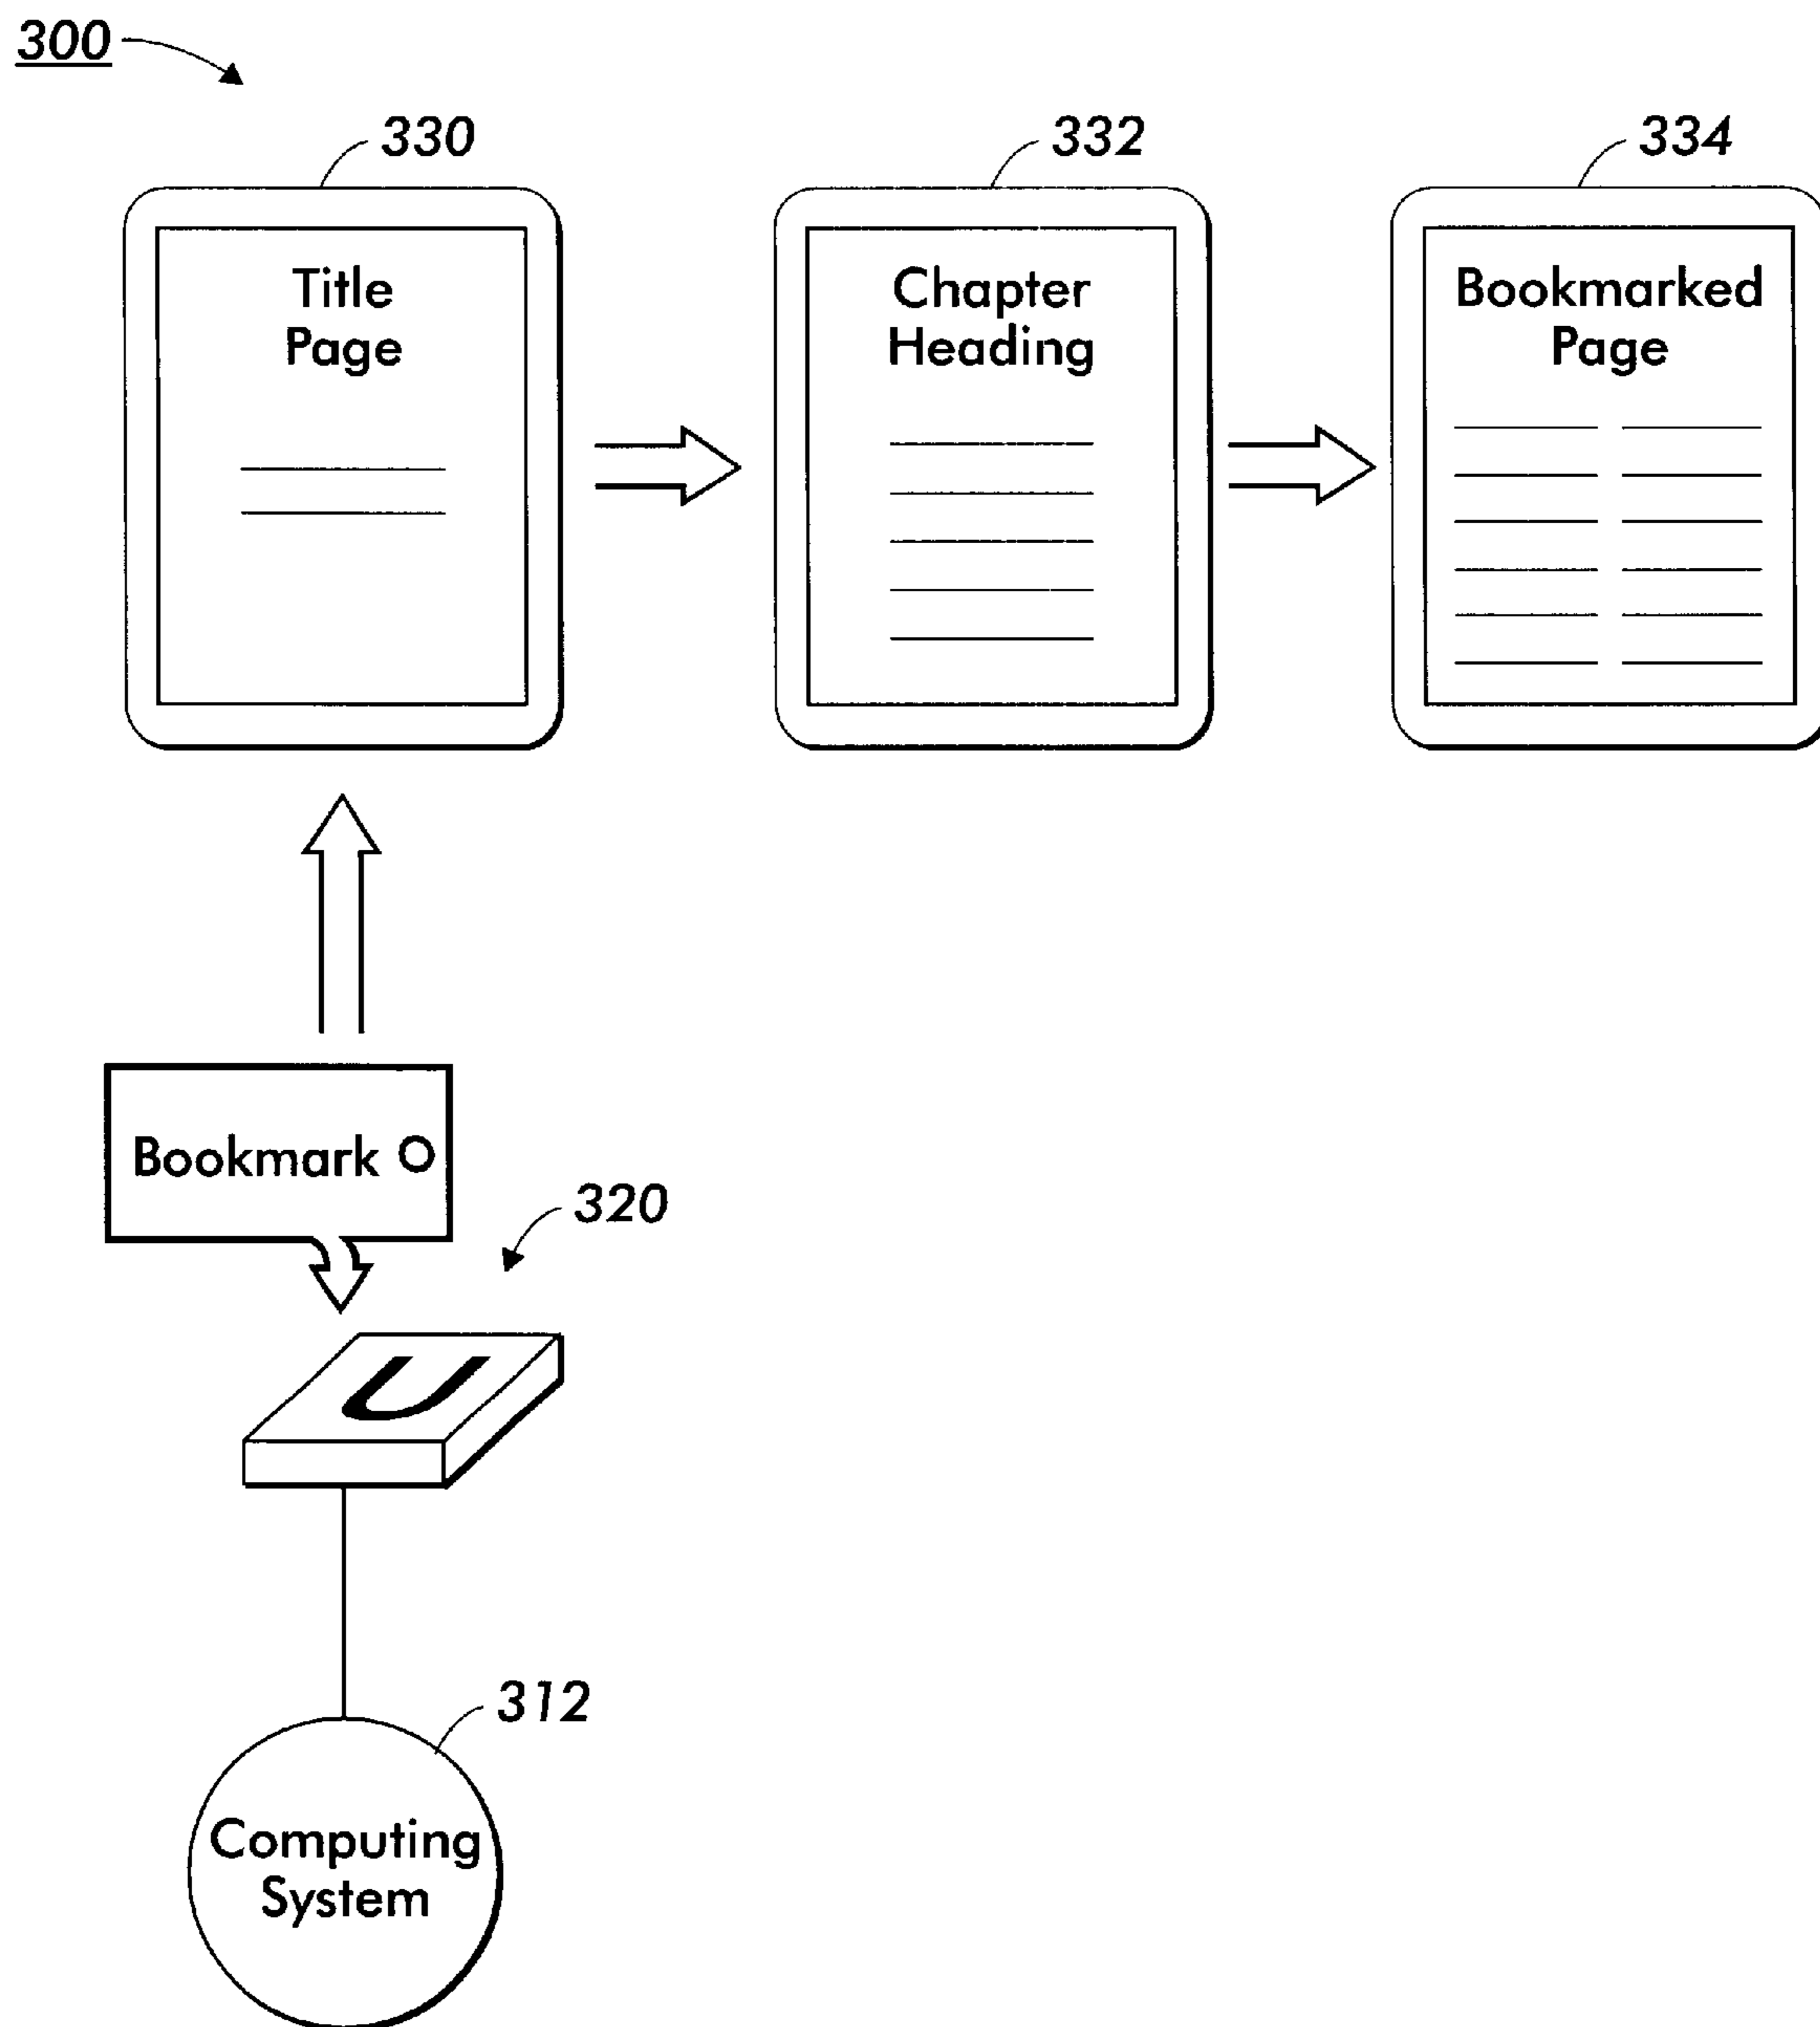 300
330
332
334
Title
Page
Chapter
Heading
Bookmarked
Page
Bookmark O
320
U
312
Computing
System